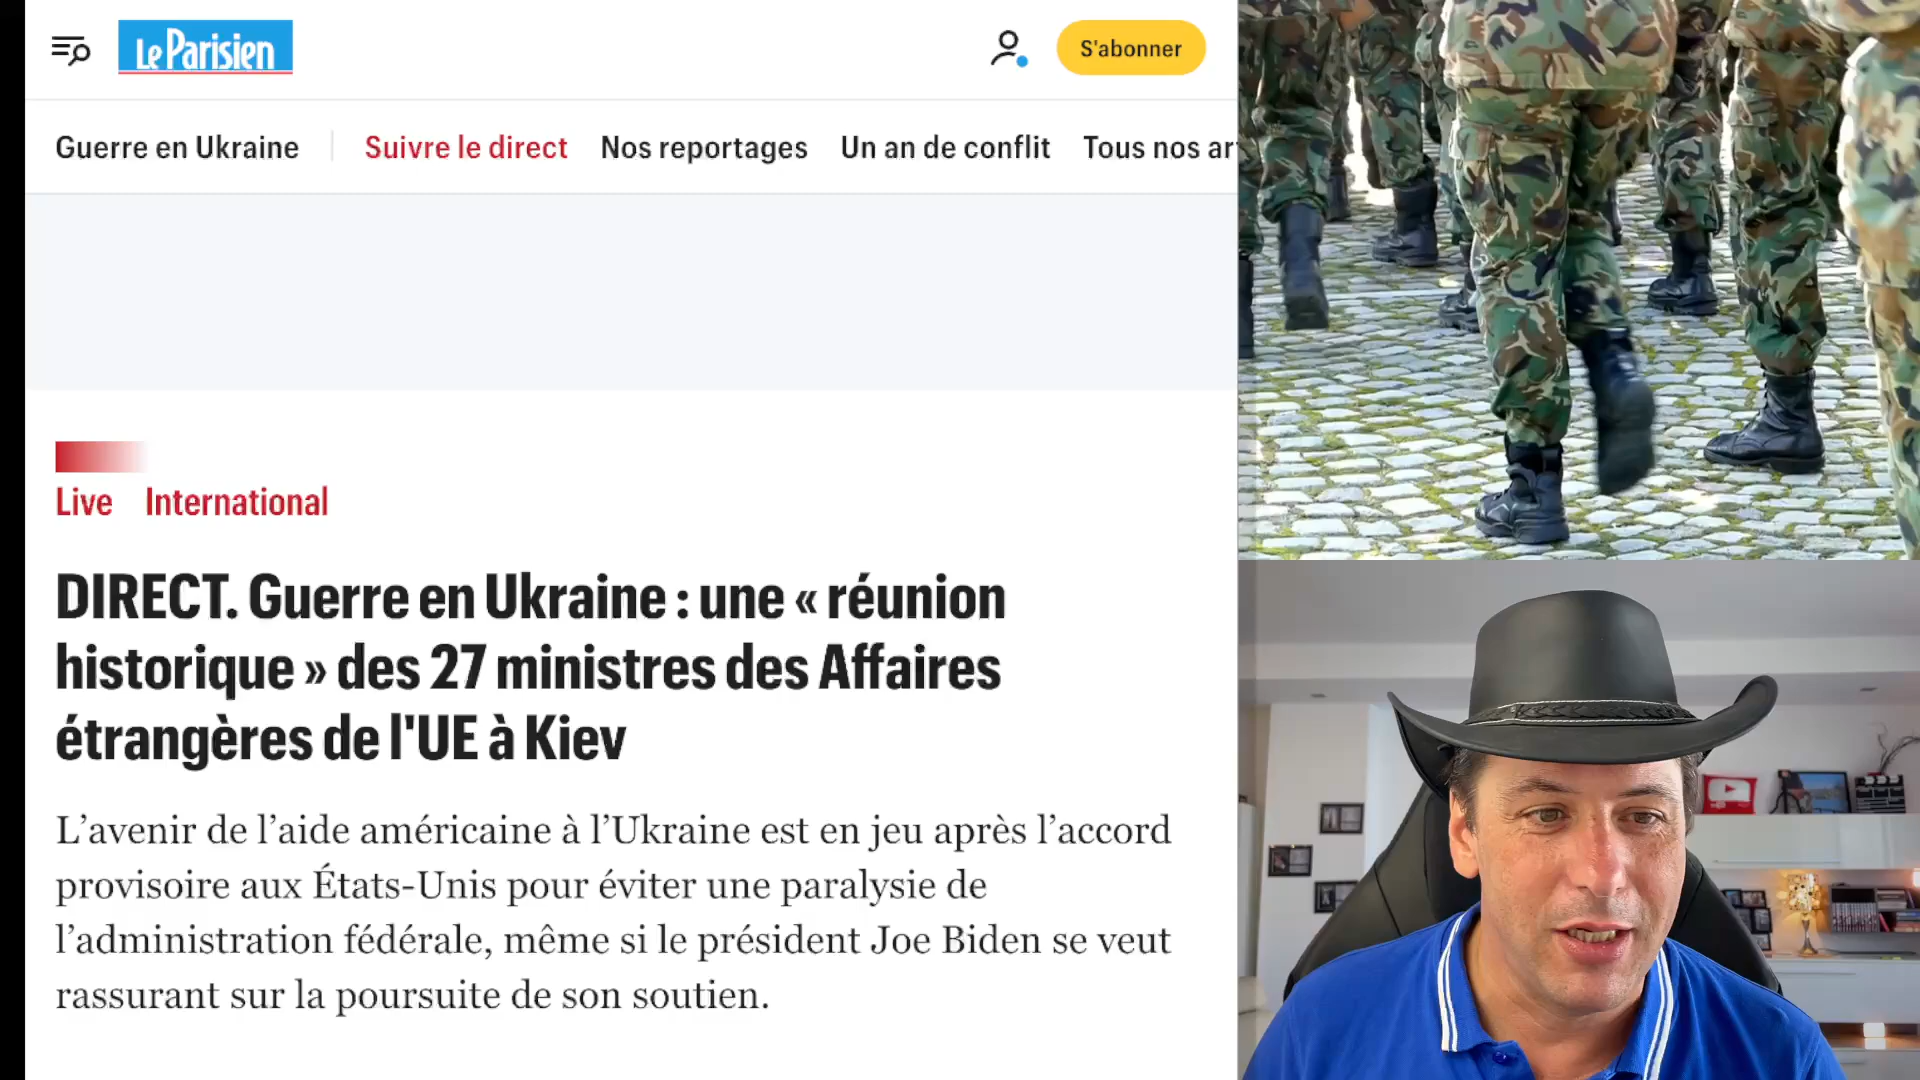 Le Parisien
S'abonner
Guerre en Ukraine
Suivre le direct
Nos reportages
Un an de conflit
Tous nos ar
Live International
DIRECT. Guerre en Ukraine : une « réunion
historique » des 27 ministres des Affaires
étrangères de l'UE à Kiev
L’avenir de l’aide américaine à l’Ukraine est en jeu après l’accord
provisoire aux États-Unis pour éviter une paralysie de
l’administration fédérale, même si le président Joe Biden se veut
rassurant sur la poursuite de son soutien.